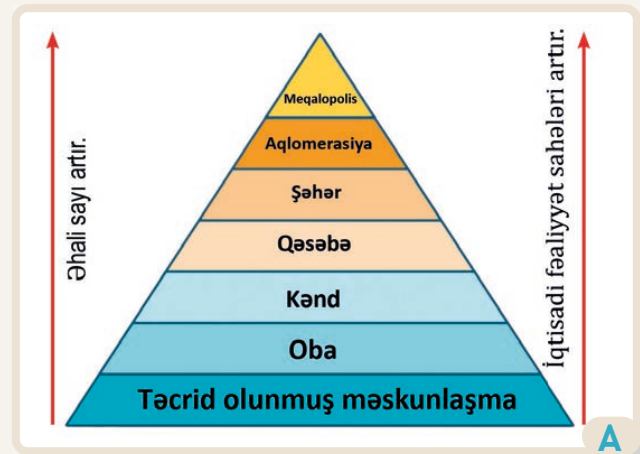 Əhali sayı artır.
Meqalopolis
Aqlomerasiya
Şəhər
Qəsəbə
Kənd
Oba
Təcrid olunmuş məskunlaşma
İqtisadi fəaliyyət sahələri artır.
A